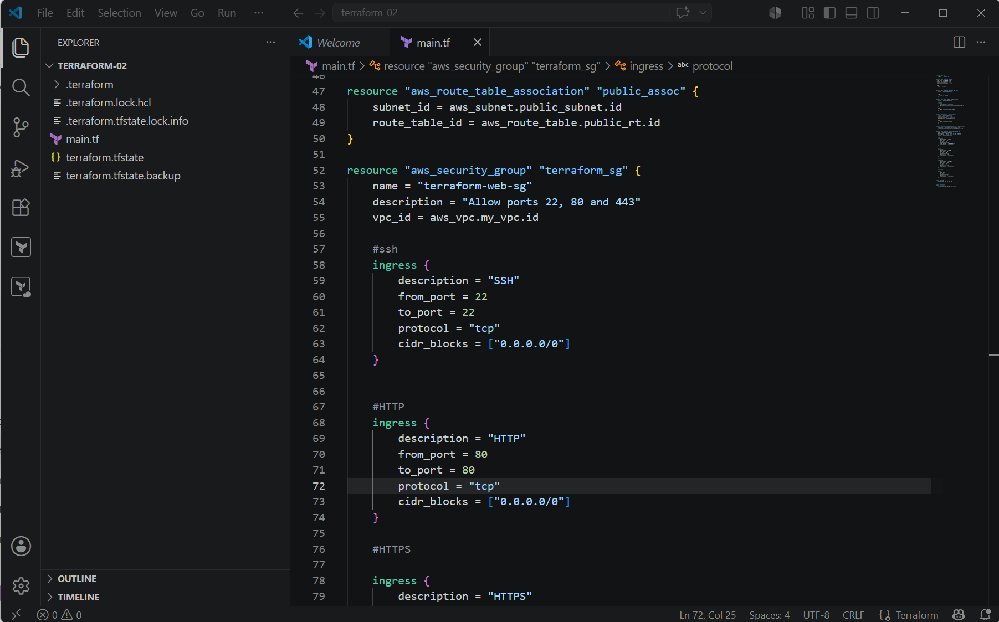 File Edit Selection View Go Run ··· terraform-02
EXPLORER ···
TERRAFORM-02
.terraform
.terraform.lock.hcl
.terraform.tfstate.lock.info
main.tf
{} terraform.tfstate
terraform.tfstate.backup
OUTLINE
TIMELINE
Welcome main.tf
main.tf > resource "aws_security_group" "terraform_sg" > ingress > abc protocol
46
47 resource "aws_route_table_association" "public_assoc" {
48 subnet_id = aws_subnet.public_subnet.id
49 route_table_id = aws_route_table.public_rt.id
50 }
51
52 resource "aws_security_group" "terraform_sg" {
53 name = "terraform-web-sg"
54 description = "Allow ports 22, 80 and 443"
55 vpc_id = aws_vpc.my_vpc.id
56
57 #ssh
58 ingress {
59 description = "SSH"
60 from_port = 22
61 to_port = 22
62 protocol = "tcp"
63 cidr_blocks = ["0.0.0.0/0"]
64 }
65
66
67 #HTTP
68 ingress {
69 description = "HTTP"
70 from_port = 80
71 to_port = 80
72 protocol = "tcp"
73 cidr_blocks = ["0.0.0.0/0"]
74 }
75
76 #HTTPS
77
78 ingress {
79 description = "HTTPS"
0 0 Ln 72, Col 25 Spaces: 4 UTF-8 CRLF Terraform